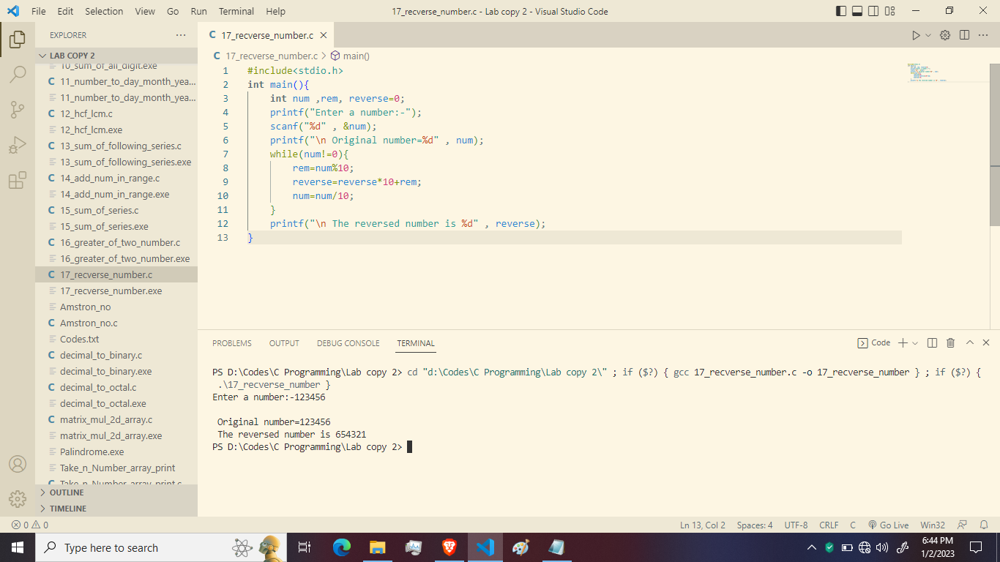 File Edit Selection View Go Run Terminal Help
17_recverse_number.c - Lab copy 2 - Visual Studio Code
EXPLORER
LAB COPY 2
10_sum_of_all_digit.exe
11_number_to_day_month_yea...
11_number_to_day_month_yea...
12_hcf_lcm.c
12_hcf_lcm.exe
13_sum_of_following_series.c
13_sum_of_following_series.exe
14_add_num_in_range.c
14_add_num_in_range.exe
15_sum_of_series.c
15_sum_of_series.exe
16_greater_of_two_number.c
16_greater_of_two_number.exe
17_recverse_number.c
17_recverse_number.exe
Amstron_no
Amstron_no.c
Codes.txt
decimal_to_binary.c
decimal_to_binary.exe
decimal_to_octal.c
decimal_to_octal.exe
matrix_mul_2d_array.c
matrix_mul_2d_array.exe
Palindrome.exe
Take_n_Number_array_print
Take_n_Number_array_print.c
OUTLINE
TIMELINE
17_recverse_number.c
17_recverse_number.c > main()
1 #include<stdio.h>
2 int main(){
3 int num ,rem, reverse=0;
4 printf("Enter a number:-");
5 scanf("%d" , &num);
6 printf("\n Original number=%d" , num);
7 while(num!=0){
8 rem=num%10;
9 reverse=reverse*10+rem;
10 num=num/10;
11 }
12 printf("\n The reversed number is %d" , reverse);
13 }
PROBLEMS OUTPUT DEBUG CONSOLE TERMINAL
Code
PS D:\Codes\C Programming\Lab copy 2> cd "d:\Codes\C Programming\Lab copy 2\" ; if ($?) { gcc 17_recverse_number.c -o 17_recverse_number } ; if ($?) {
.\17_recverse_number }
Enter a number:-123456
Original number=123456
The reversed number is 654321
PS D:\Codes\C Programming\Lab copy 2>
0 0
Ln 13, Col 2 Spaces: 4 UTF-8 CRLF C Go Live Win32
Type here to search
6:44 PM
1/2/2023